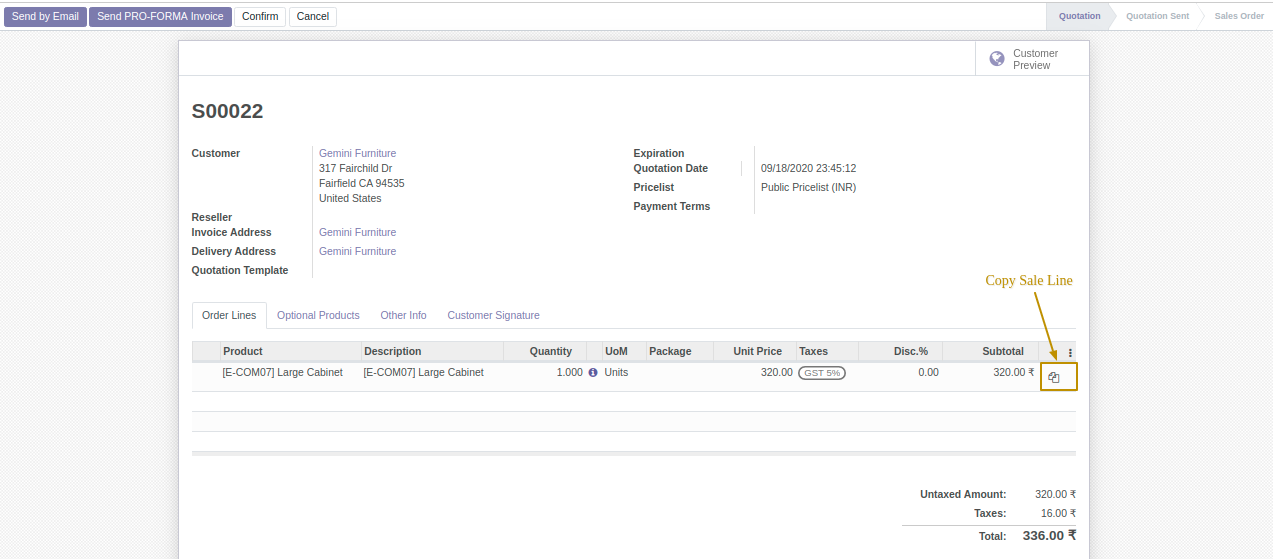 Send by Email Send PRO-FORMA Invoice Confirm Cancel Quotation Quotation Sent Sales Order
Customer
Preview
S00022
Customer Gemini Furniture
317 Fairchild Dr
Fairfield CA 94535
United States
Reseller
Invoice Address Gemini Furniture
Delivery Address Gemini Furniture
Quotation Template
Expiration
Quotation Date 09/18/2020 23:45:12
Pricelist Public Pricelist (INR)
Payment Terms
Copy Sale Line
Order Lines Optional Products Other Info Customer Signature
Product Description Quantity UoM Package Unit Price Taxes Disc.% Subtotal
[E-COM07] Large Cabinet [E-COM07] Large Cabinet 1.000 Units 320.00 GST 5% 0.00 320.00 ₹
Untaxed Amount: 320.00 ₹
Taxes: 16.00 ₹
Total: 336.00 ₹